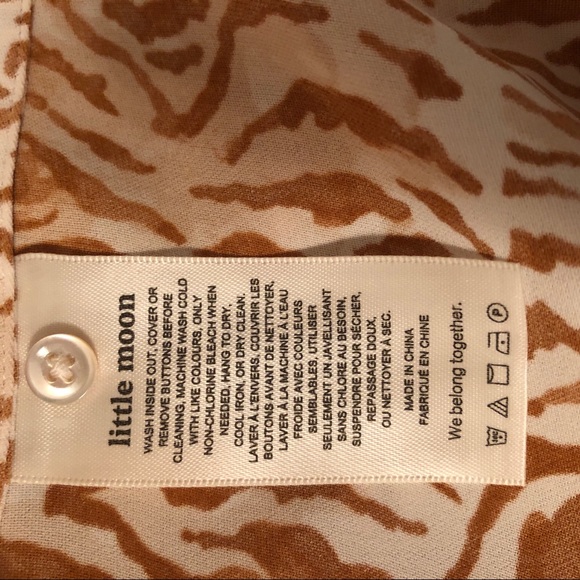 little moon
WASH INSIDE OUT, COVER OR
REMOVE BUTTONS BEFORE
CLEANING, MACHINE WASH COLD
WITH LIKE COLOURS, ONLY
NON-CHLORINE BLEACH WHEN
NEEDED, HANG TO DRY,
COOL IRON, OR DRY CLEAN.
LAVER À L'ENVERS, COUVRIR LES
BOUTONS AVANT DE NETTOYER,
LAVER À LA MACHINE À L'EAU
FROIDE AVEC COULEURS
SEMBLABLES, UTILISER
SEULEMENT UN JAVELLISANT
SANS CHLORE AU BESOIN,
SUSPENDRE POUR SÉCHER,
REPASSAGE DOUX,
OU NETTOYER À SEC.
MADE IN CHINA
FABRIQUÉ EN CHINE
We belong together.
P